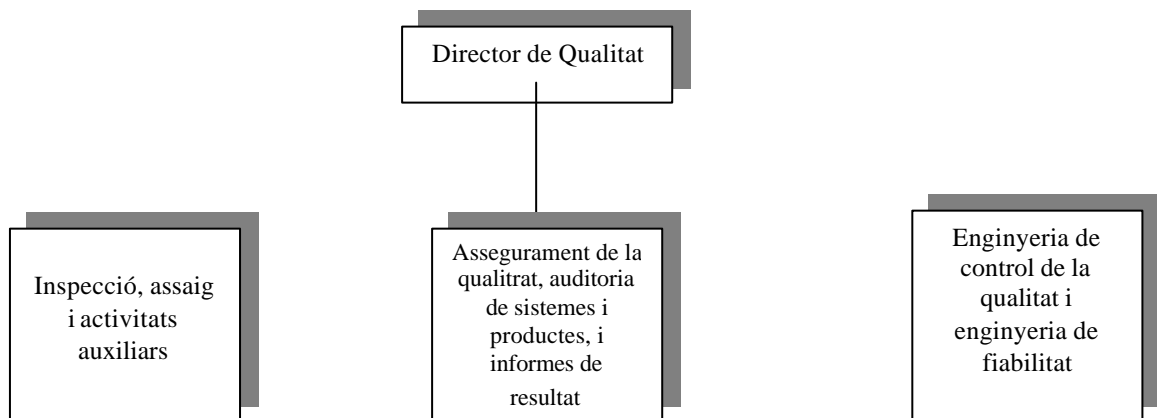 Director de Qualitat
Inspecció, assaig
i activitats
auxiliars
Assegurament de la
qualitrat, auditoria
de sistemes i
productes, i
informes de
resultat
Enginyeria de
control de la
qualitat i
enginyeria de
fiabilitat